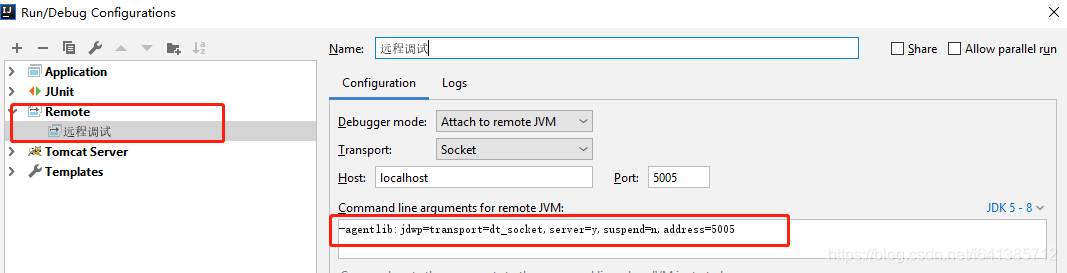 Run/Debug Configurations
Name: 远程调试
Share
Allow parallel run
Application
JUnit
Remote
远程调试
Tomcat Server
Templates
Configuration
Logs
Debugger mode: Attach to remote JVM
Transport: Socket
Host: localhost
Port: 5005
Command line arguments for remote JVM:
JDK 5 - 8
-agentlib:jdwp=transport=dt_socket,server=y,suspend=n,address=5005
https://blog.csdn.net/f641385712